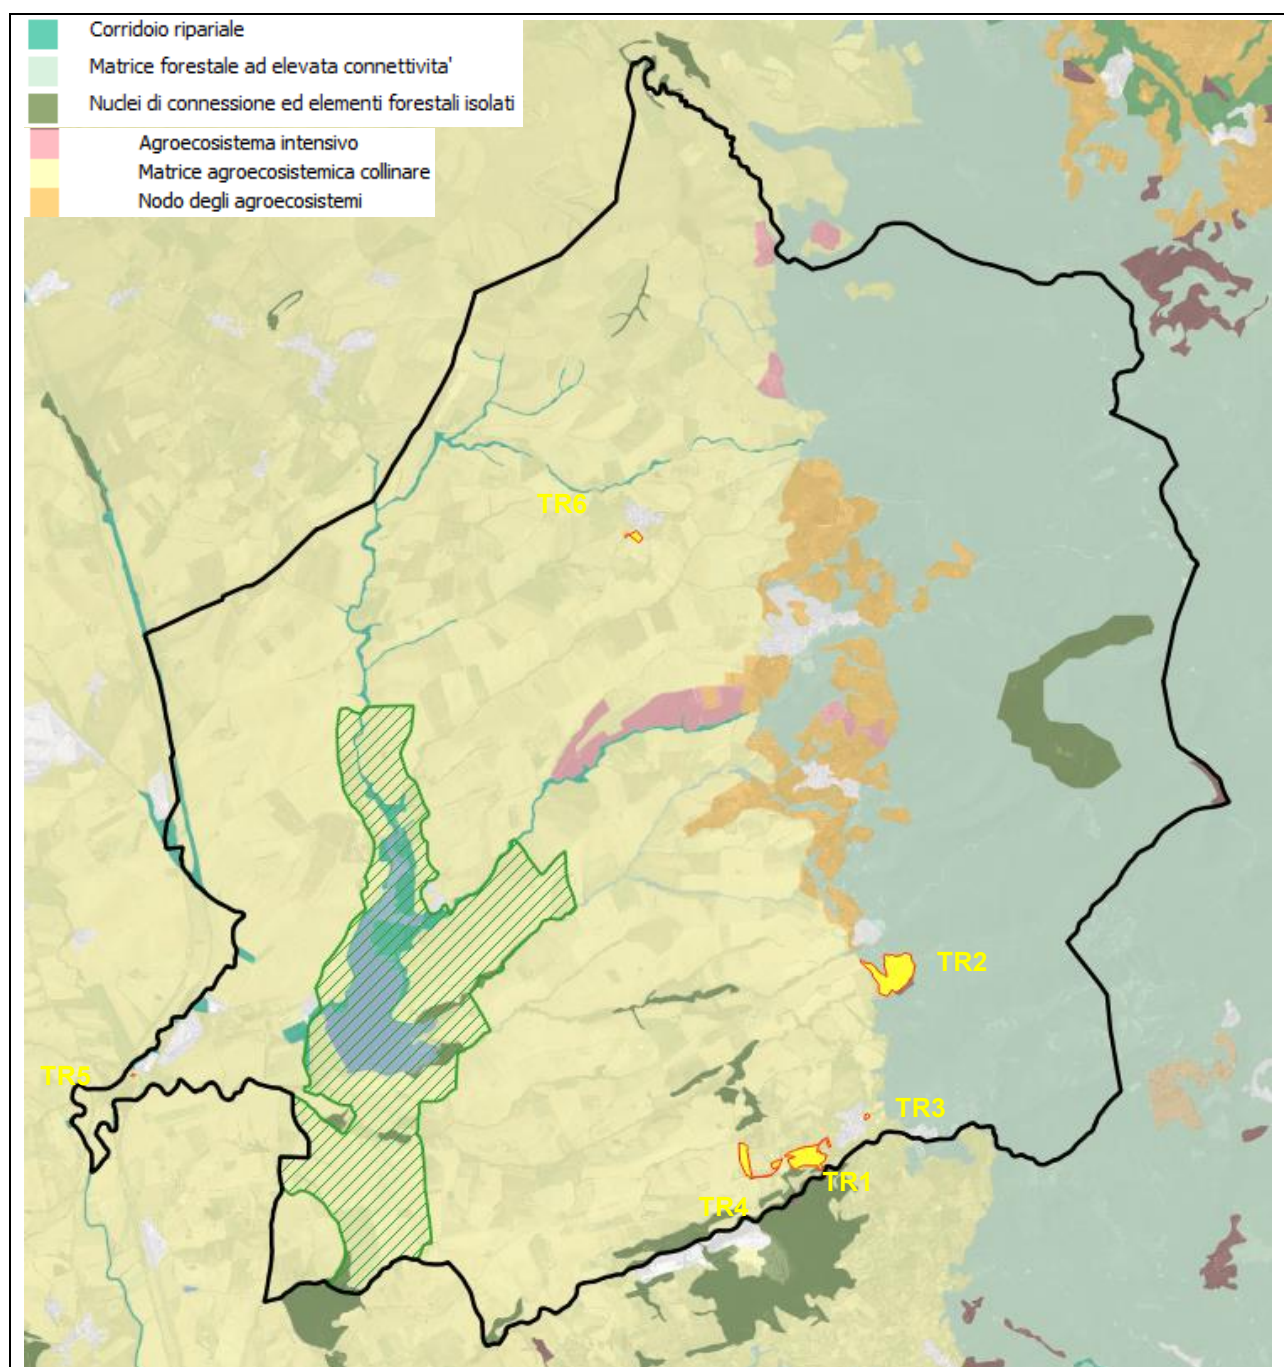 Corridoio ripariale
Matrice forestale ad elevata connettivita'
Nuclei di connessione ed elementi forestali isolati
Agroecosistema intensivo
Matrice agroecosistemica collinare
Nodo degli agroecosistemi
TR6
TR2
TR5
TR3
TR1
TR4